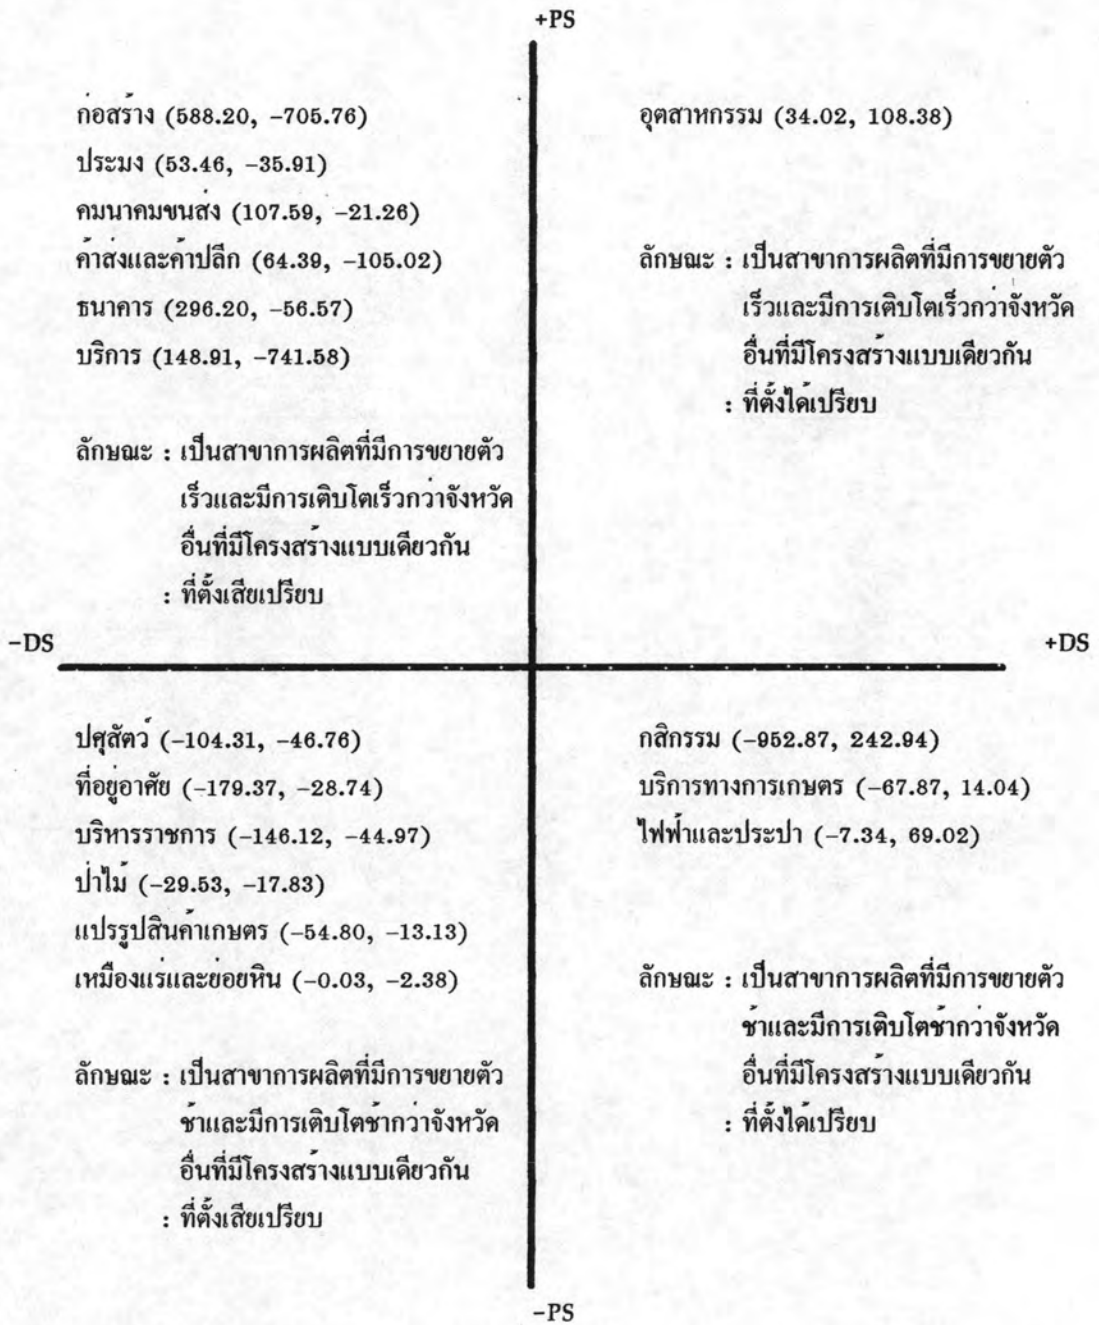 +PS
ก่อสร้าง (588.20, -705.76)
ประมง (53.46, -35.91)
คมนาคมขนส่ง (107.59, -21.26)
ค้าส่งและค้าปลีก (64.39, -105.02)
ธนาคาร (296.20, -56.57)
บริการ (148.91, -741.58)
ลักษณะ : เป็นสาขาการผลิตที่มีการขยายตัว
เร็วและมีการเติบโตเร็วกว่าจังหวัด
อื่นที่มีโครงสร้างแบบเดียวกัน
: ที่ตั้งเสียเปรียบ
อุตสาหกรรม (34.02, 108.38)
ลักษณะ : เป็นสาขาการผลิตที่มีการขยายตัว
เร็วและมีการเติบโตเร็วกว่าจังหวัด
อื่นที่มีโครงสร้างแบบเดียวกัน
: ที่ตั้งได้เปรียบ
-DS
+DS
ปศุสัตว์ (-104.31, -46.76)
ที่อยู่อาศัย (-179.37, -28.74)
บริหารราชการ (-146.12, -44.97)
ป่าไม้ (-29.53, -17.83)
แปรรูปสินค้าเกษตร (-54.80, -13.13)
เหมืองแร่และย่อยหิน (-0.03, -2.38)
ลักษณะ : เป็นสาขาการผลิตที่มีการขยายตัว
ช้าและมีการเติบโตช้ากว่าจังหวัด
อื่นที่มีโครงสร้างแบบเดียวกัน
: ที่ตั้งเสียเปรียบ
กสิกรรม (-952.87, 242.94)
บริการทางการเกษตร (-67.87, 14.04)
ไฟฟ้าและประปา (-7.34, 69.02)
ลักษณะ : เป็นสาขาการผลิตที่มีการขยายตัว
ช้าและมีการเติบโตช้ากว่าจังหวัด
อื่นที่มีโครงสร้างแบบเดียวกัน
: ที่ตั้งได้เปรียบ
-PS